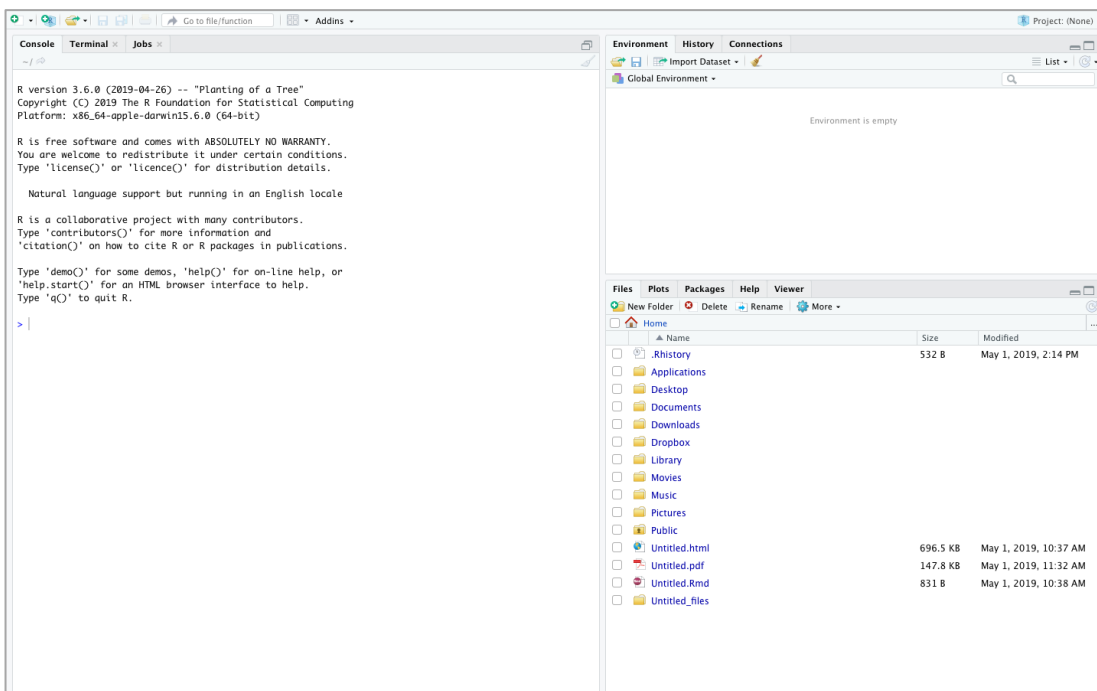 Go to file/function Addins Project: (None)
Console Terminal Jobs
~/
R version 3.6.0 (2019-04-26) -- "Planting of a Tree"
Copyright (C) 2019 The R Foundation for Statistical Computing
Platform: x86_64-apple-darwin15.6.0 (64-bit)
R is free software and comes with ABSOLUTELY NO WARRANTY.
You are welcome to redistribute it under certain conditions.
Type 'license()' or 'licence()' for distribution details.
Natural language support but running in an English locale
R is a collaborative project with many contributors.
Type 'contributors()' for more information and
'citation()' on how to cite R or R packages in publications.
Type 'demo()' for some demos, 'help()' for on-line help, or
'help.start()' for an HTML browser interface to help.
Type 'q()' to quit R.
>
Environment History Connections
Import Dataset List
Global Environment
Environment is empty
Files Plots Packages Help Viewer
New Folder Delete Rename More
Home ...
Name Size Modified
.Rhistory 532 B May 1, 2019, 2:14 PM
Applications
Desktop
Documents
Downloads
Dropbox
Library
Movies
Music
Pictures
Public
Untitled.html 696.5 KB May 1, 2019, 10:37 AM
Untitled.pdf 147.8 KB May 1, 2019, 11:32 AM
Untitled.Rmd 831 B May 1, 2019, 10:38 AM
Untitled_files